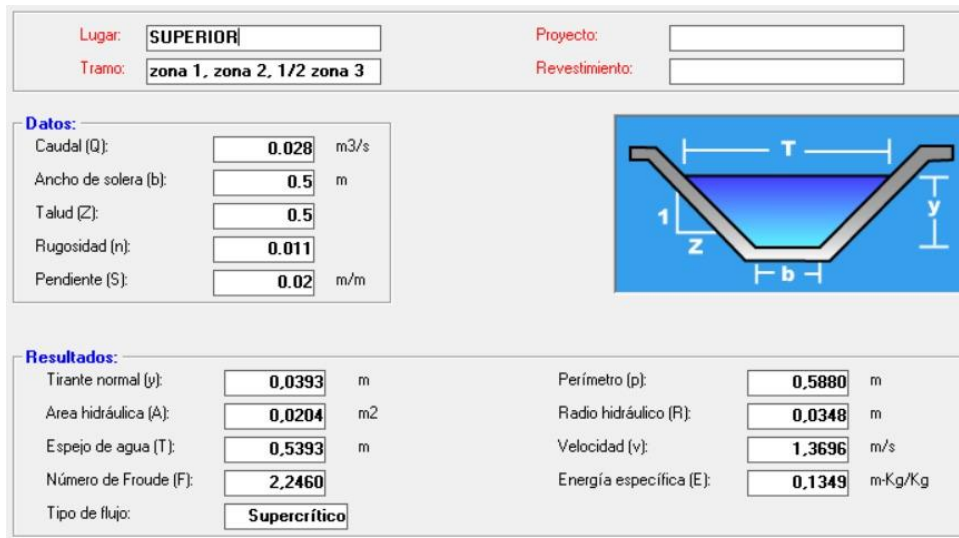 Lugar: SUPERIOR Proyecto:
Tramo: zona 1, zona 2, 1/2 zona 3 Revestimiento:
Datos:
Caudal (Q): 0.028 m3/s
Ancho de solera (b): 0.5 m
Talud (Z): 0.5
Rugosidad (n): 0.011
Pendiente (S): 0.02 m/m
T
y
1
Z
b
Resultados:
Tirante normal (y): 0,0393 m Perímetro (p): 0,5880 m
Area hidráulica (A): 0,0204 m2 Radio hidráulico (R): 0,0348 m
Espejo de agua (T): 0,5393 m Velocidad (v): 1,3696 m/s
Número de Froude (F): 2,2460 Energía específica (E): 0,1349 m-Kg/Kg
Tipo de flujo: Supercrítico